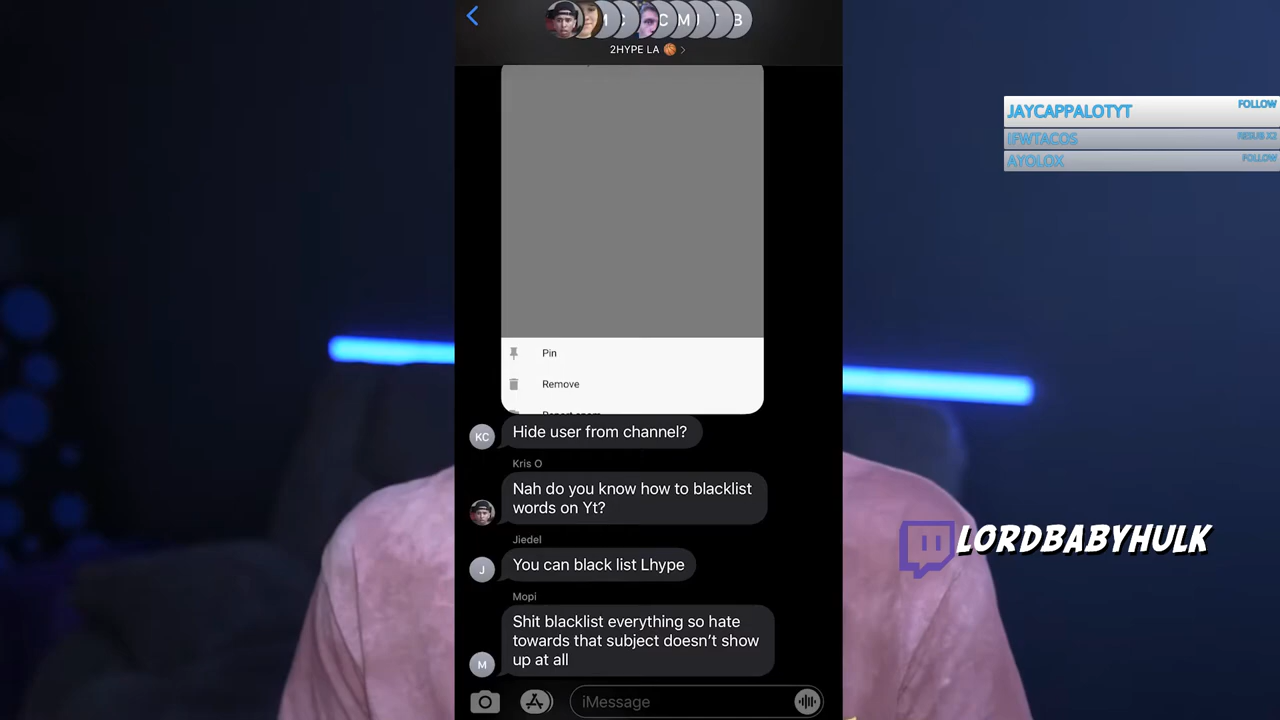 C M
B
2HYPE LA
JAYCAPPALOTYT FOLLOW
IFWTACOS RESUB X2
AYOLOX FOLLOW
Pin
Remove
KC
Hide user from channel?
Kris O
Nah do you know how to blacklist
words on Yt?
LORDBABYHULK
Jiedel
J
You can black list Lhype
Mopi
Shit blacklist everything so hate
towards that subject doesn't show
up at all
M
iMessage